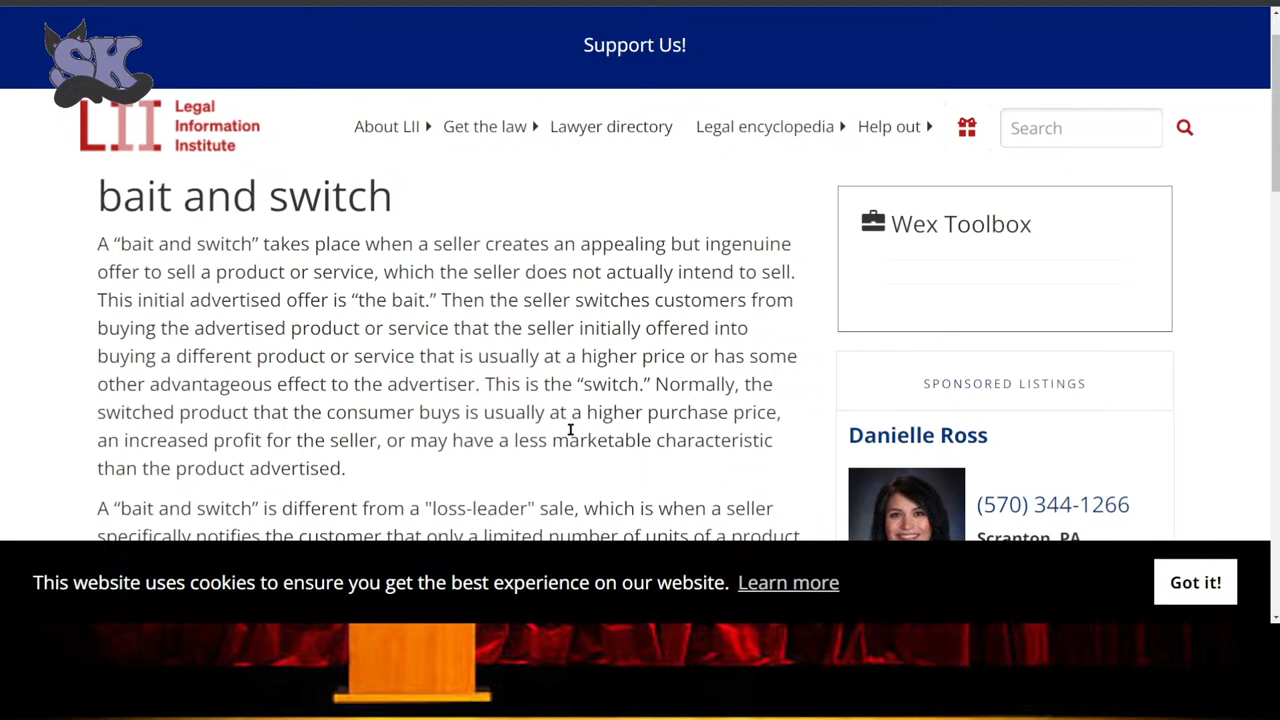 Support Us!
SK
LII
Legal
Information
Institute
About LII
Get the law
Lawyer directory
Legal encyclopedia
Help out
Search
bait and switch
A “bait and switch” takes place when a seller creates an appealing but ingenuine
offer to sell a product or service, which the seller does not actually intend to sell.
This initial advertised offer is “the bait.” Then the seller switches customers from
buying the advertised product or service that the seller initially offered into
buying a different product or service that is usually at a higher price or has some
other advantageous effect to the advertiser. This is the “switch.” Normally, the
switched product that the consumer buys is usually at a higher purchase price,
an increased profit for the seller, or may have a less marketable characteristic
than the product advertised.
A “bait and switch” is different from a "loss-leader" sale, which is when a seller
specifically notifies the customer that only a limited number of units of a product
Wex Toolbox
SPONSORED LISTINGS
Danielle Ross
(570) 344-1266
Scranton, PA
This website uses cookies to ensure you get the best experience on our website. Learn more
Got it!